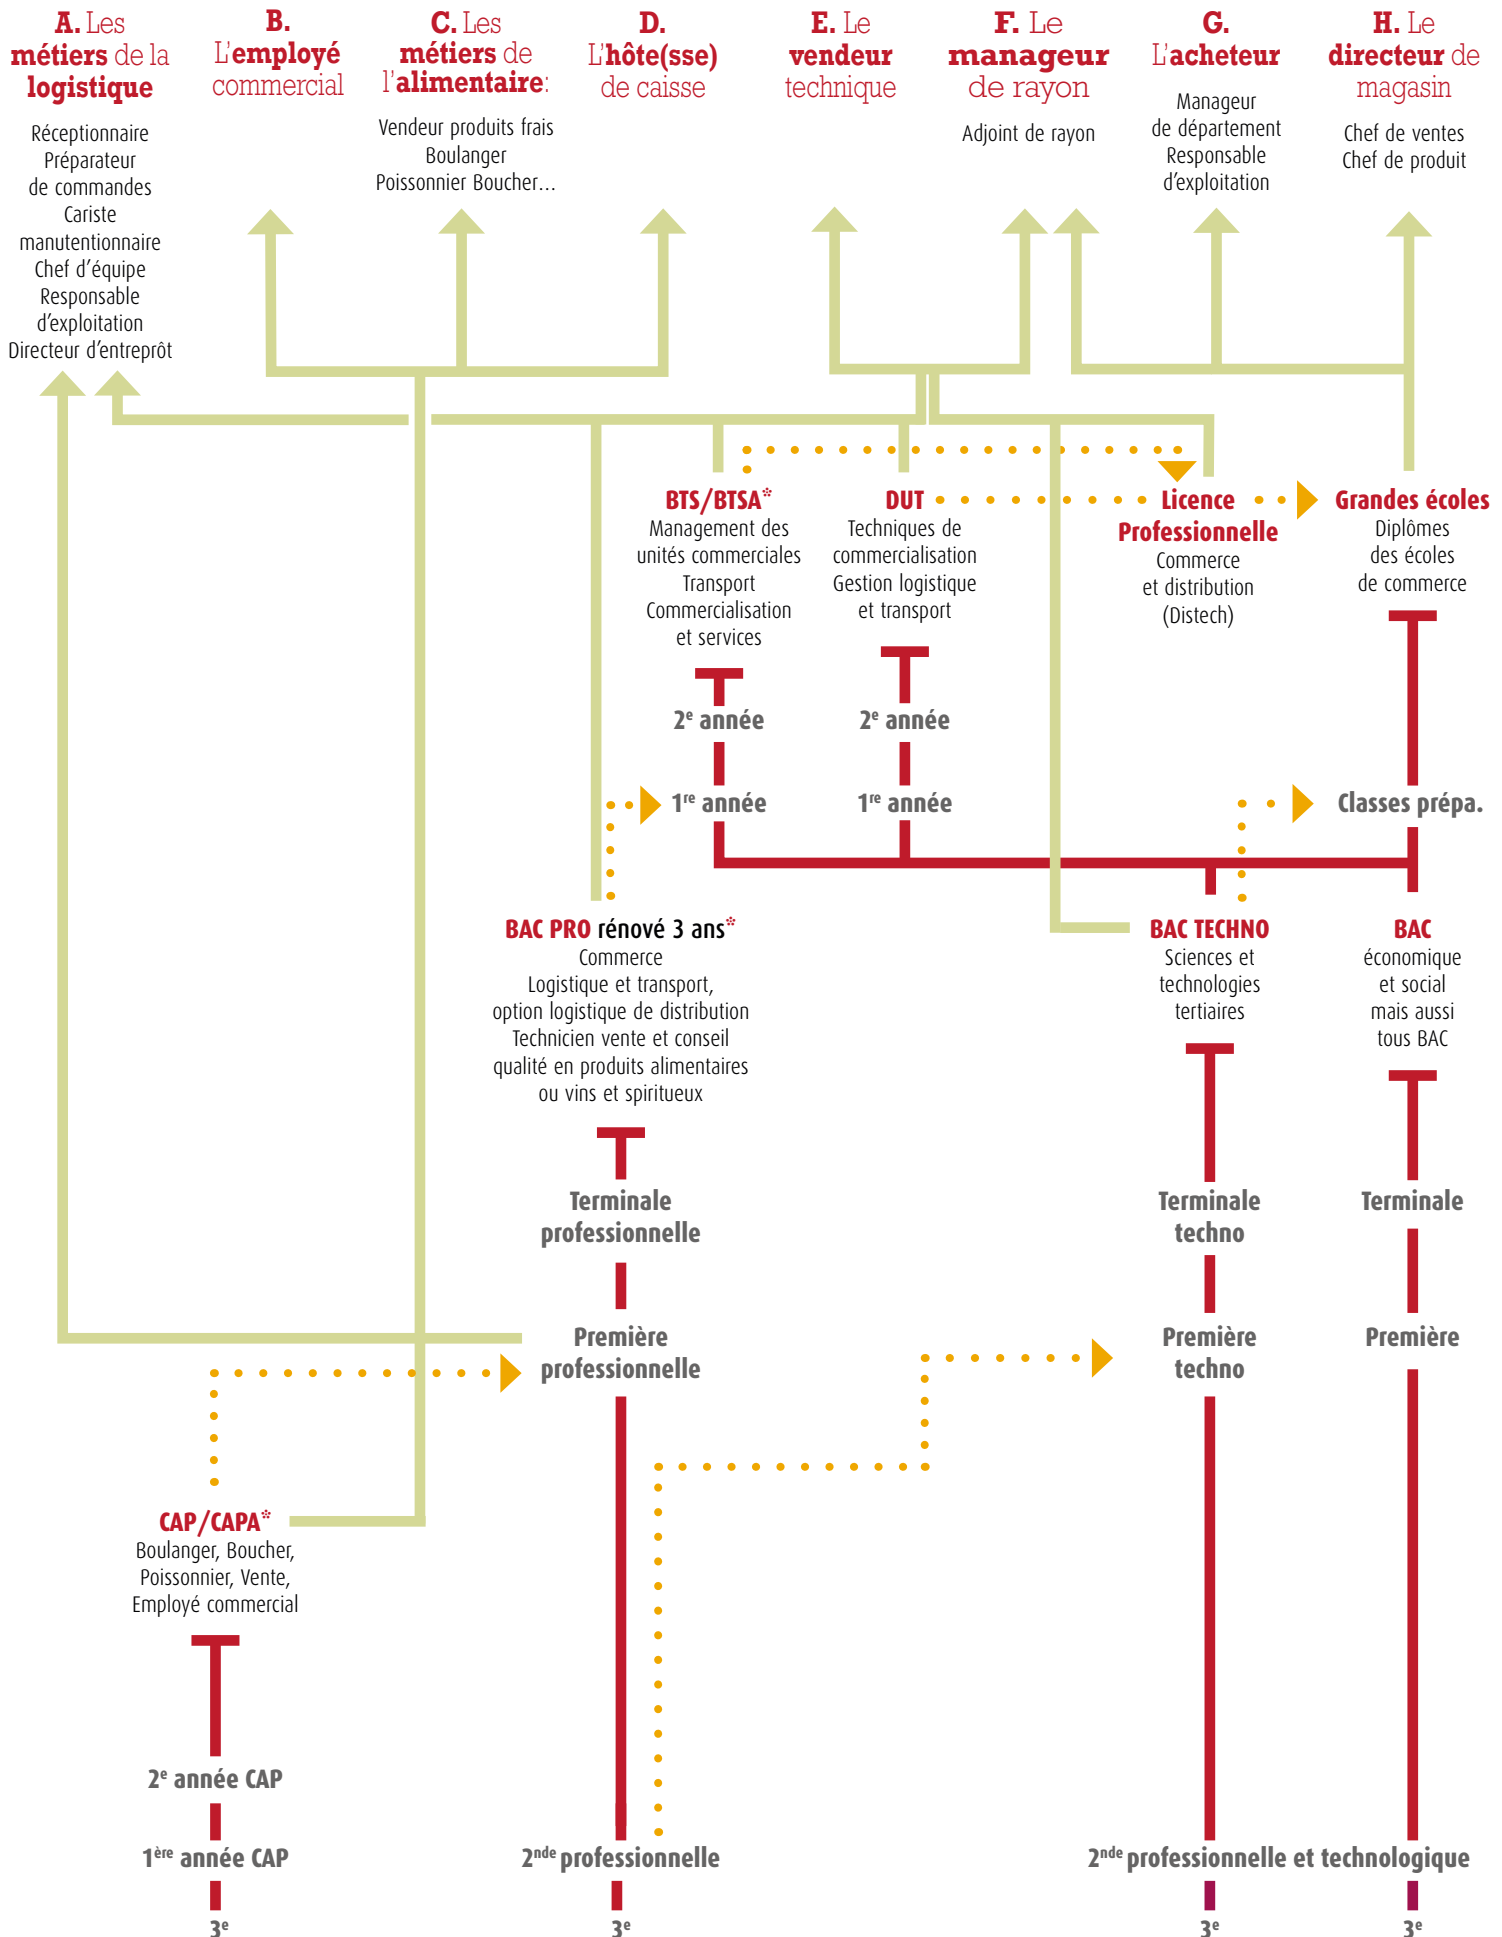 A. Les
métiers de la
logistique
Réceptionnaire
Préparateur
de commandes
Cariste
manutentionnaire
Chef d'équipe
Responsable
d'exploitation
Directeur d'entreprôt
B.
L'employé
commercial
C. Les
métiers de
l'alimentaire:
Vendeur produits frais
Boulanger
Poissonnier Boucher...
D.
L'hôte(sse)
de caisse
E. Le
vendeur
technique
F. Le
manageur
de rayon
Adjoint de rayon
G.
L'acheteur
Manageur
de département
Responsable
d'exploitation
H. Le
directeur de
magasin
Chef de ventes
Chef de produit
BTS/BTSA*
Management des
unités commerciales
Transport
Commercialisation
et services
2e année
1re année
DUT
Techniques de
commercialisation
Gestion logistique
et transport
2e année
1re année
Licence
Professionnelle
Commerce
et distribution
(Distech)
Grandes écoles
Diplômes
des écoles
de commerce
Classes prépa.
BAC PRO rénové 3 ans*
Commerce
Logistique et transport,
option logistique de distribution
Technicien vente et conseil
qualité en produits alimentaires
ou vins et spiritueux
Terminale
professionnelle
Première
professionnelle
BAC TECHNO
Sciences et
technologies
tertiaires
Terminale
techno
Première
techno
BAC
économique
et social
mais aussi
tous BAC
Terminale
Première
CAP/CAPA*
Boulanger, Boucher,
Poissonnier, Vente,
Employé commercial
2e année CAP
1ère année CAP
3e
2nde professionnelle
3e
2nde professionnelle et technologique
3e
3e